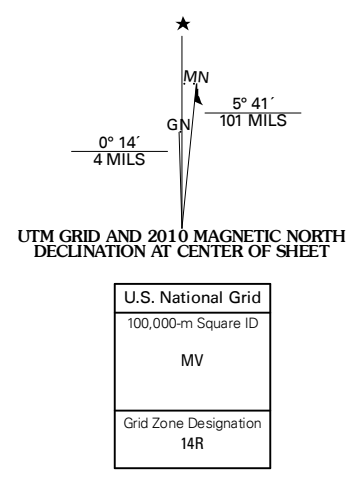 ★
MN
GN
5° 41´
101 MILS
0° 14´
4 MILS
UTM GRID AND 2010 MAGNETIC NORTH
DECLINATION AT CENTER OF SHEET
U.S. National Grid
100,000-m Square ID
MV
Grid Zone Designation
14R